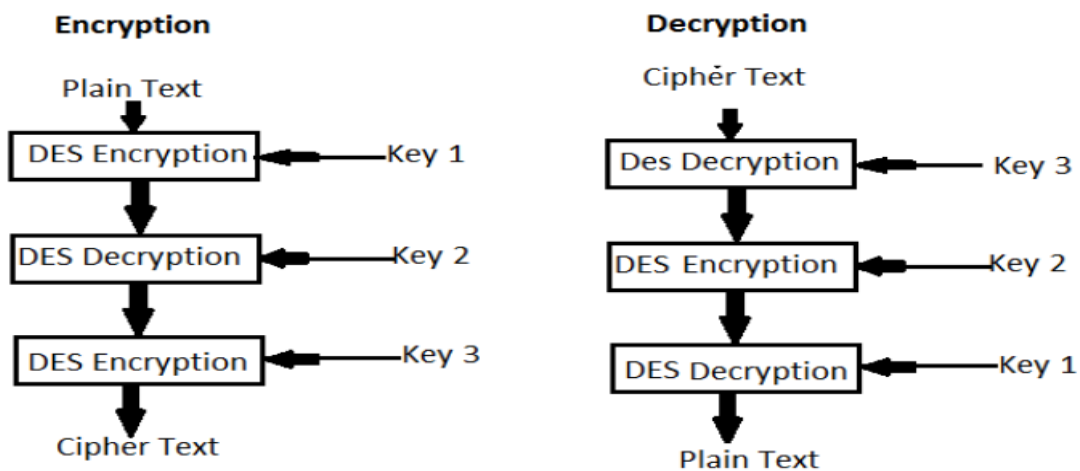 Encryption
Plain Text
DES Encryption
Key 1
DES Decryption
Key 2
DES Encryption
Key 3
Cipher Text
Decryption
Cipher Text
Des Decryption
Key 3
DES Encryption
Key 2
DES Decryption
Key 1
Plain Text